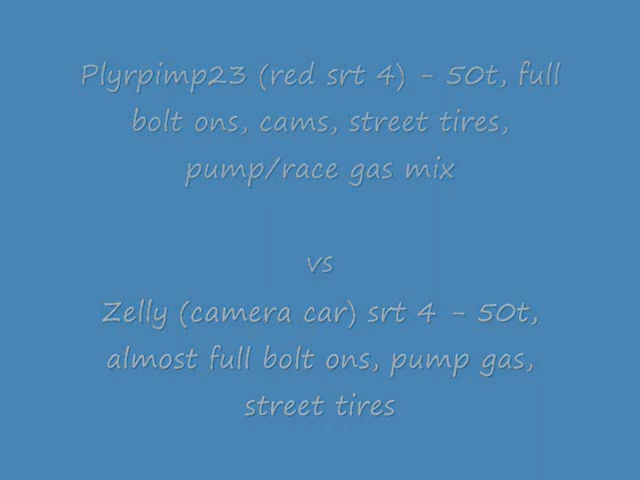 Plyrpimp23 (red srt 4) - 50t, full
bolt ons, cams, street tires,
pump/race gas mix
vs
Zelly (camera car) srt 4 - 50t,
almost full bolt ons, pump gas,
street tires